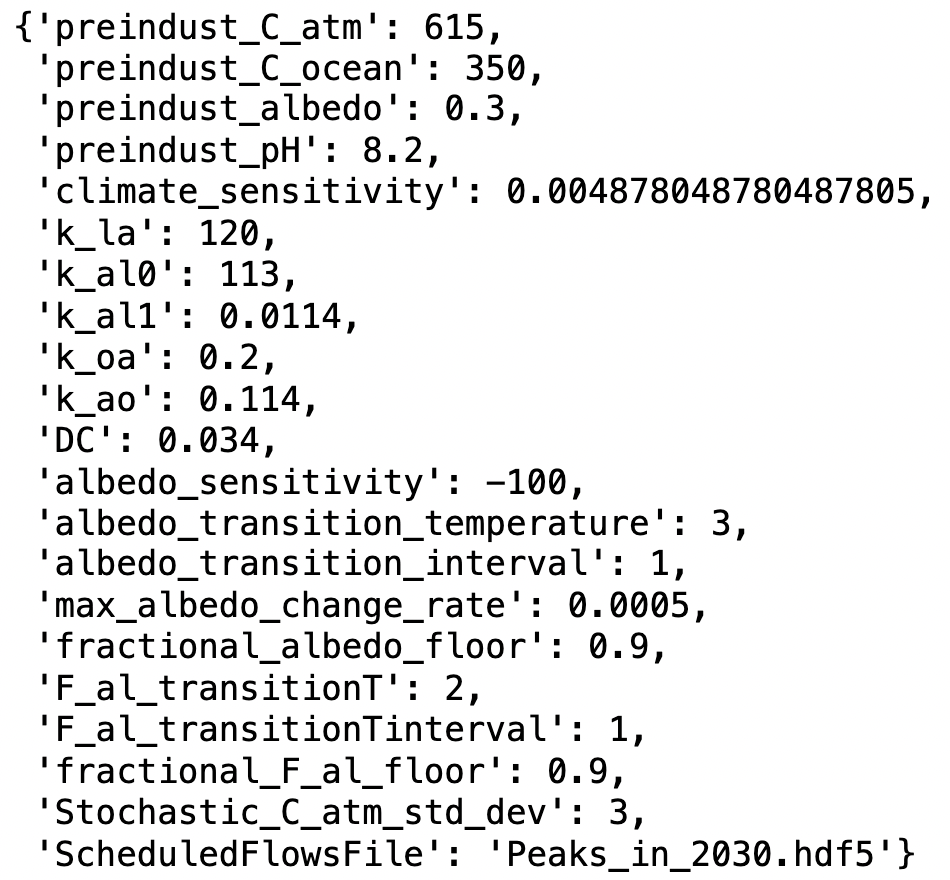 {'preindust_C_atm': 615,
 'preindust_C_ocean': 350,
 'preindust_albedo': 0.3,
 'preindust_pH': 8.2,
 'climate_sensitivity': 0.004878048780487805,
 'k_la': 120,
 'k_al0': 113,
 'k_al1': 0.0114,
 'k_oa': 0.2,
 'k_ao': 0.114,
 'DC': 0.034,
 'albedo_sensitivity': -100,
 'albedo_transition_temperature': 3,
 'albedo_transition_interval': 1,
 'max_albedo_change_rate': 0.0005,
 'fractional_albedo_floor': 0.9,
 'F_al_transitionT': 2,
 'F_al_transitionTinterval': 1,
 'fractional_F_al_floor': 0.9,
 'Stochastic_C_atm_std_dev': 3,
 'ScheduledFlowsFile': 'Peaks_in_2030.hdf5'}